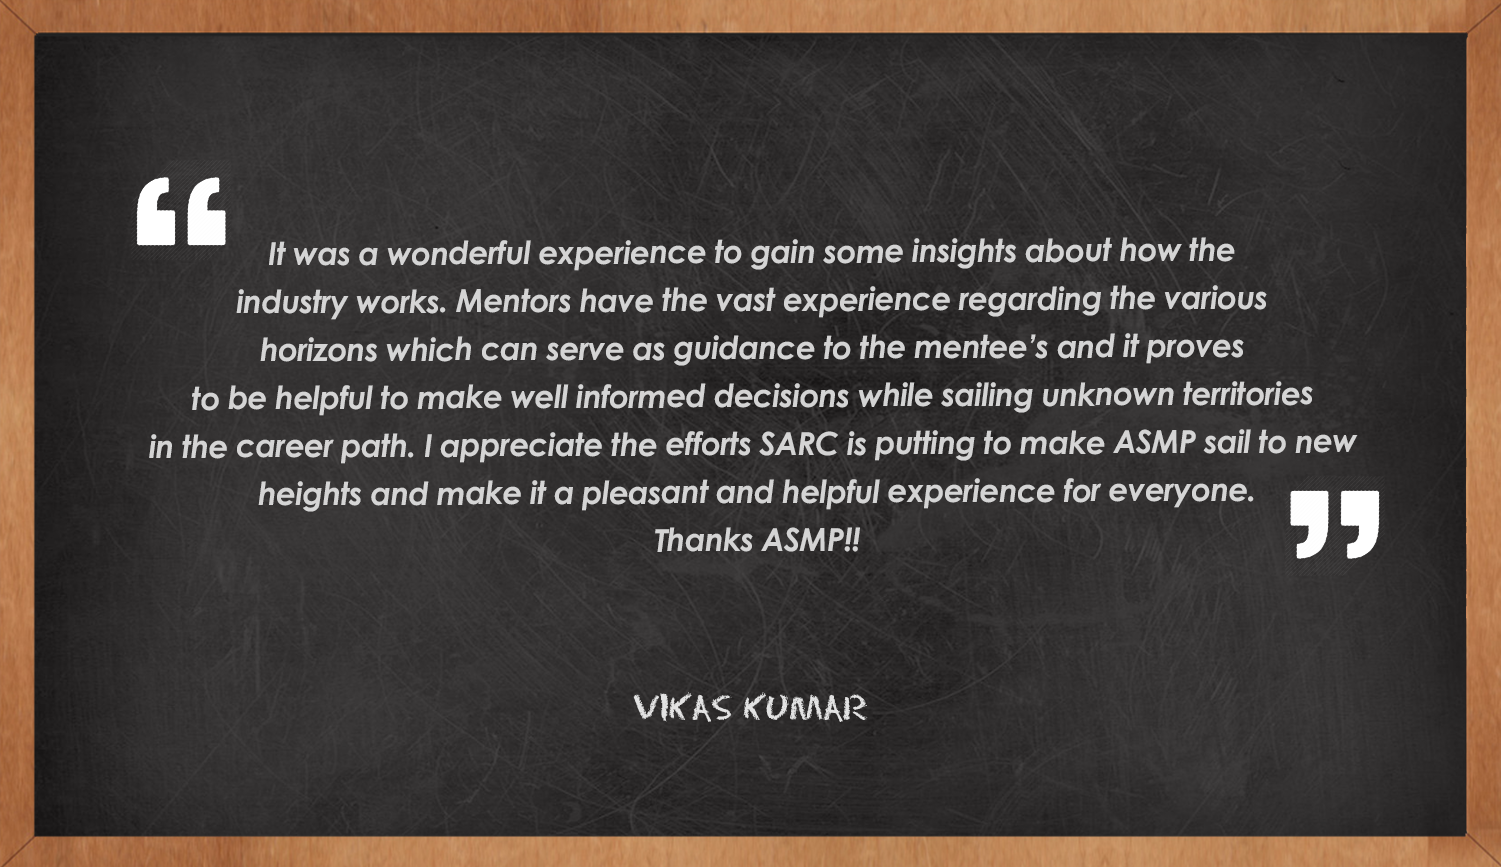 “
It was a wonderful experience to gain some insights about how the
industry works. Mentors have the vast experience regarding the various
horizons which can serve as guidance to the mentee’s and it proves
to be helpful to make well informed decisions while sailing unknown territories
in the career path. I appreciate the efforts SARC is putting to make ASMP sail to new
heights and make it a pleasant and helpful experience for everyone.
”
Thanks ASMP!!
VIKAS KUMAR